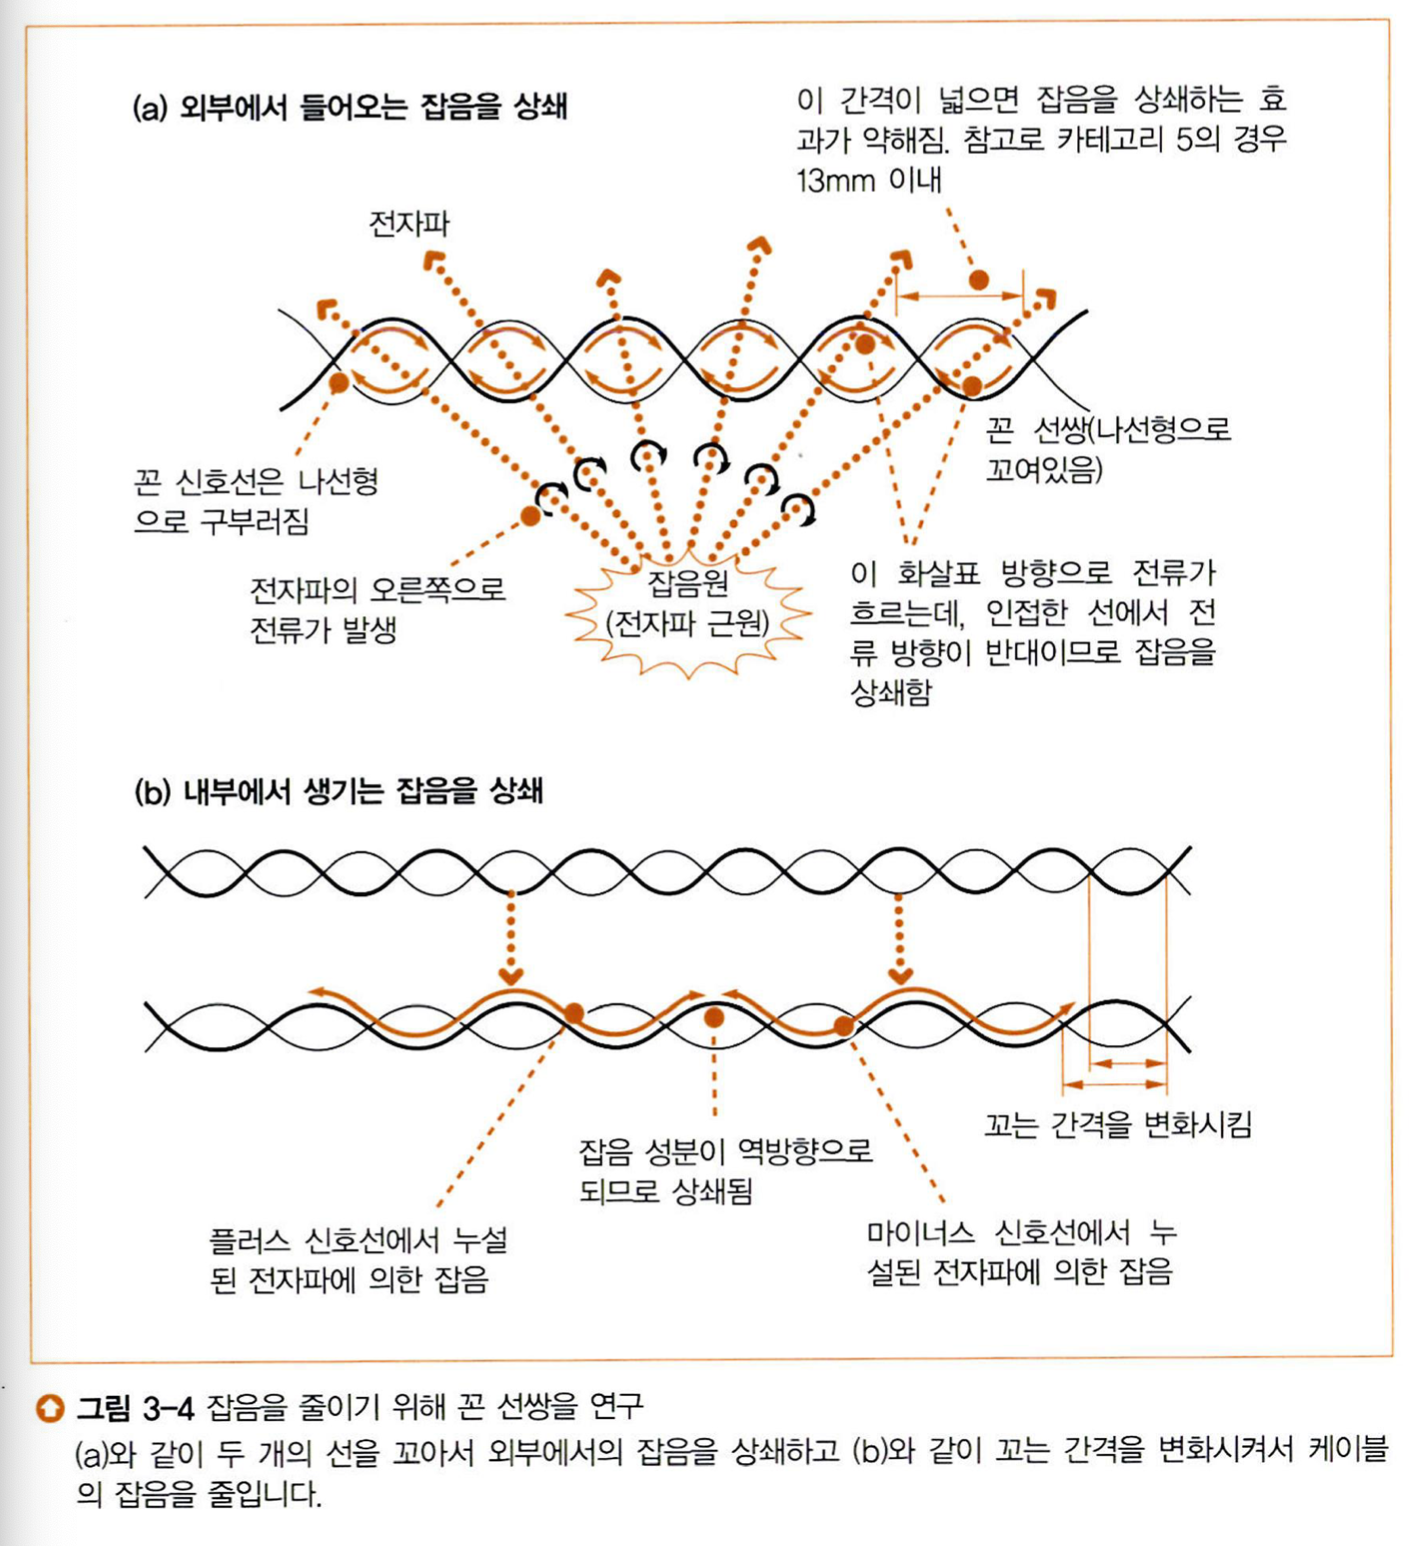 (a) 외부에서 들어오는 잡음을 상쇄
이 간격이 넓으면 잡음을 상쇄하는 효
과가 약해짐. 참고로 카테고리 5의 경우
13mm 이내
전자파
꼰 선쌍(나선형으로
꼬여있음)
꼰 신호선은 나선형
으로 구부러짐
전자파의 오른쪽으로
전류가 발생
잡음원
(전자파 근원)
이 화살표 방향으로 전류가
흐르는데, 인접한 선에서 전
류 방향이 반대이므로 잡음을
상쇄함
(b) 내부에서 생기는 잡음을 상쇄
꼬는 간격을 변화시킴
잡음 성분이 역방향으로
되므로 상쇄됨
플러스 신호선에서 누설
된 전자파에 의한 잡음
마이너스 신호선에서 누
설된 전자파에 의한 잡음
그림 3-4 잡음을 줄이기 위해 꼰 선쌍을 연구
(a)와 같이 두 개의 선을 꼬아서 외부에서의 잡음을 상쇄하고 (b)와 같이 꼬는 간격을 변화시켜서 케이블
의 잡음을 줄입니다.